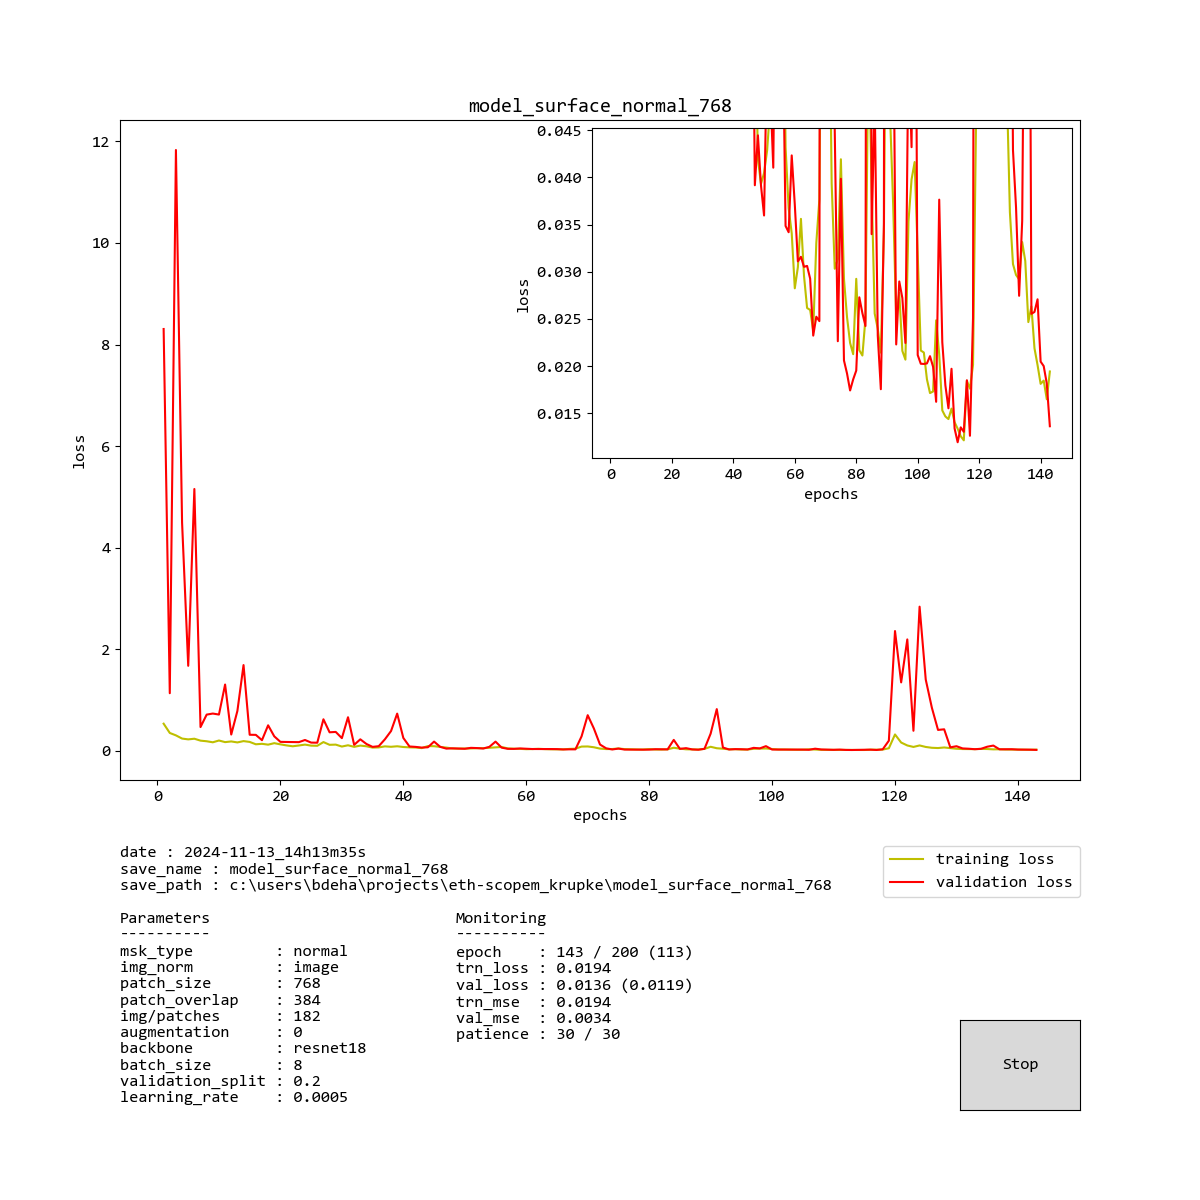 model_surface_normal_768
12
10
8
6
4
2
0
loss
0 20 40 60 80 100 120 140
epochs
0.045
0.040
0.035
0.030
0.025
0.020
0.015
loss
0 20 40 60 80 100 120 140
epochs
date : 2024-11-13_14h13m35s
save_name : model_surface_normal_768
save_path : c:\users\bdeha\projects\eth-scopem_krupke\model_surface_normal_768
training loss
validation loss
Parameters
----------
msk_type : normal
img_norm : image
patch_size : 768
patch_overlap : 384
img/patches : 182
augmentation : 0
backbone : resnet18
batch_size : 8
validation_split : 0.2
learning_rate : 0.0005
Monitoring
----------
epoch : 143 / 200 (113)
trn_loss : 0.0194
val_loss : 0.0136 (0.0119)
trn_mse : 0.0194
val_mse : 0.0034
patience : 30 / 30
Stop